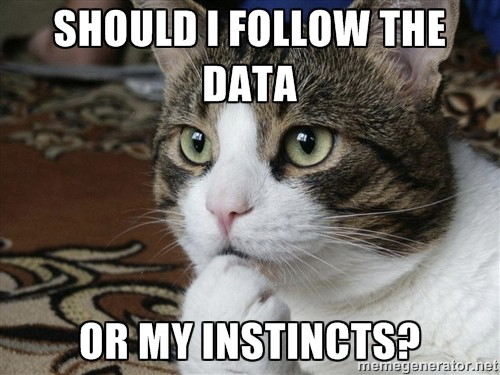 SHOULD I FOLLOW THE
DATA
OR MY INSTINCTS?
memegenerator.net